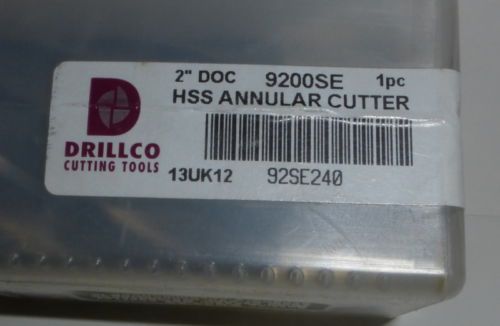 2" DOC 9200SE 1pc
HSS ANNULAR CUTTER
DRILLCO
CUTTING TOOLS
13UK12 92SE240